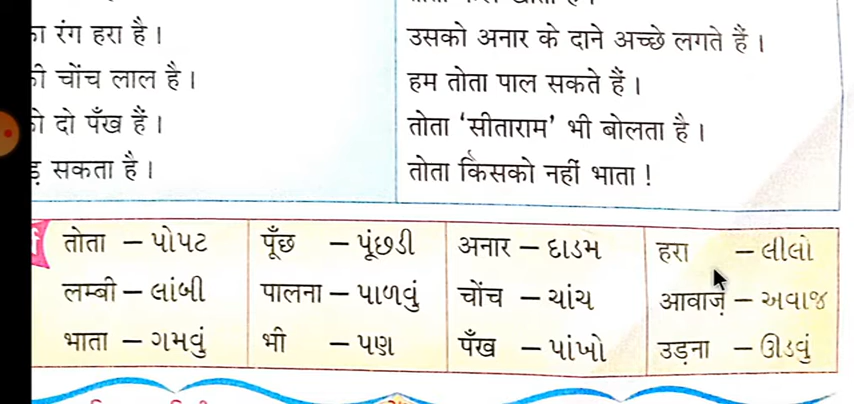 रंग हरा है।
चोंच लाल है।
दो पँख हैं।
सकता है।
उसको अनार के दाने अच्छे लगते हैं।
हम तोता पाल सकते हैं।
तोता ‘सीताराम’ भी बोलता है।
तोता किसको नहीं भाता !
तोता – પોપટ पूँछ – પૂંછડી अनार – દાડમ हरा – લીલો
लम्बी – લાંબી पालना – પાળવું चोंच – ચાંચ आवाज़ – અવાજ
भाता – ગમવું भी – પણ पँख – પાંખો उड़ना – ઊડવું